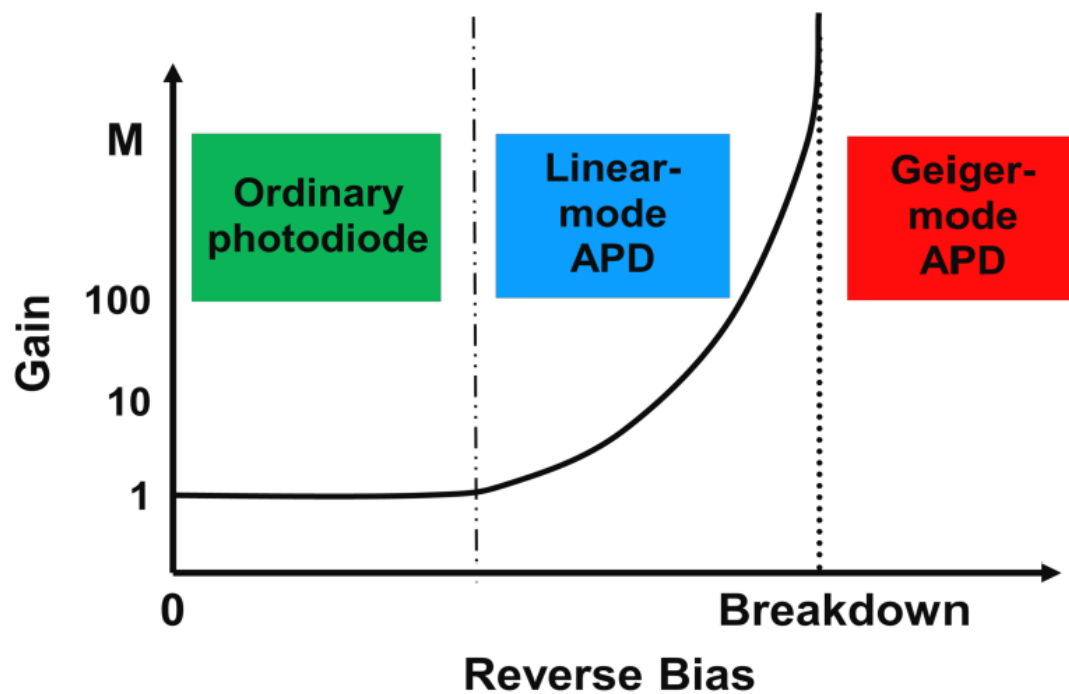 M
Ordinary
photodiode
Linear-
mode
APD
Geiger-
mode
APD
100
10
1
Gain
0
Breakdown
Reverse Bias